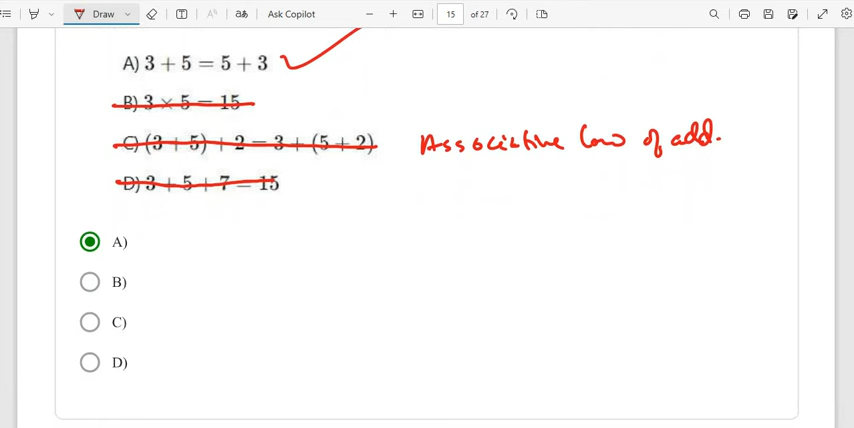 Draw Ask Copilot 15 of 27
A) 3 + 5 = 5 + 3
B) 3 × 5 = 15
C) (3 + 5) + 2 = 3 + (5 + 2) Associative law of add.
D) 3 + 5 + 7 = 15
A)
B)
C)
D)